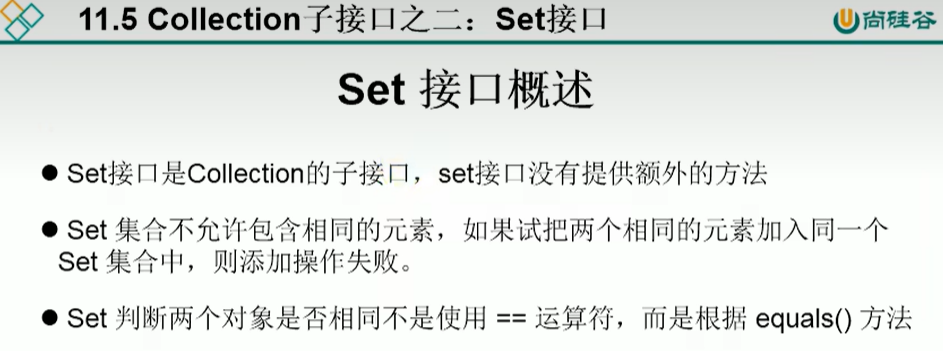 11.5 Collection子接口之二：Set接口
尚硅谷
Set 接口概述
● Set接口是Collection的子接口，set接口没有提供额外的方法
● Set 集合不允许包含相同的元素，如果试把两个相同的元素加入同一个
Set 集合中，则添加操作失败。
● Set 判断两个对象是否相同不是使用 == 运算符，而是根据 equals() 方法